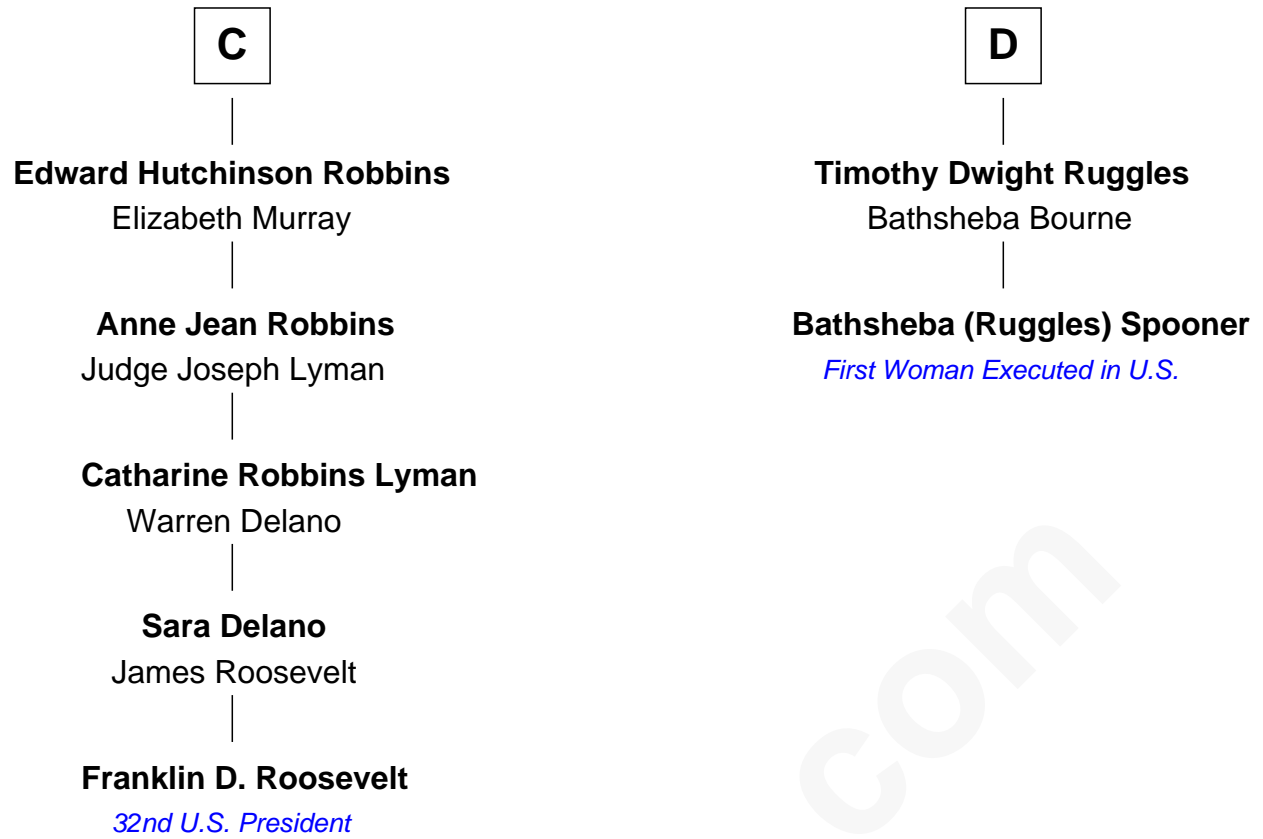 C
Edward Hutchinson Robbins
Elizabeth Murray
Anne Jean Robbins
Judge Joseph Lyman
Catharine Robbins Lyman
Warren Delano
Sara Delano
James Roosevelt
Franklin D. Roosevelt
32nd U.S. President
D
Timothy Dwight Ruggles
Bathsheba Bourne
Bathsheba (Ruggles) Spooner
First Woman Executed in U.S.
com